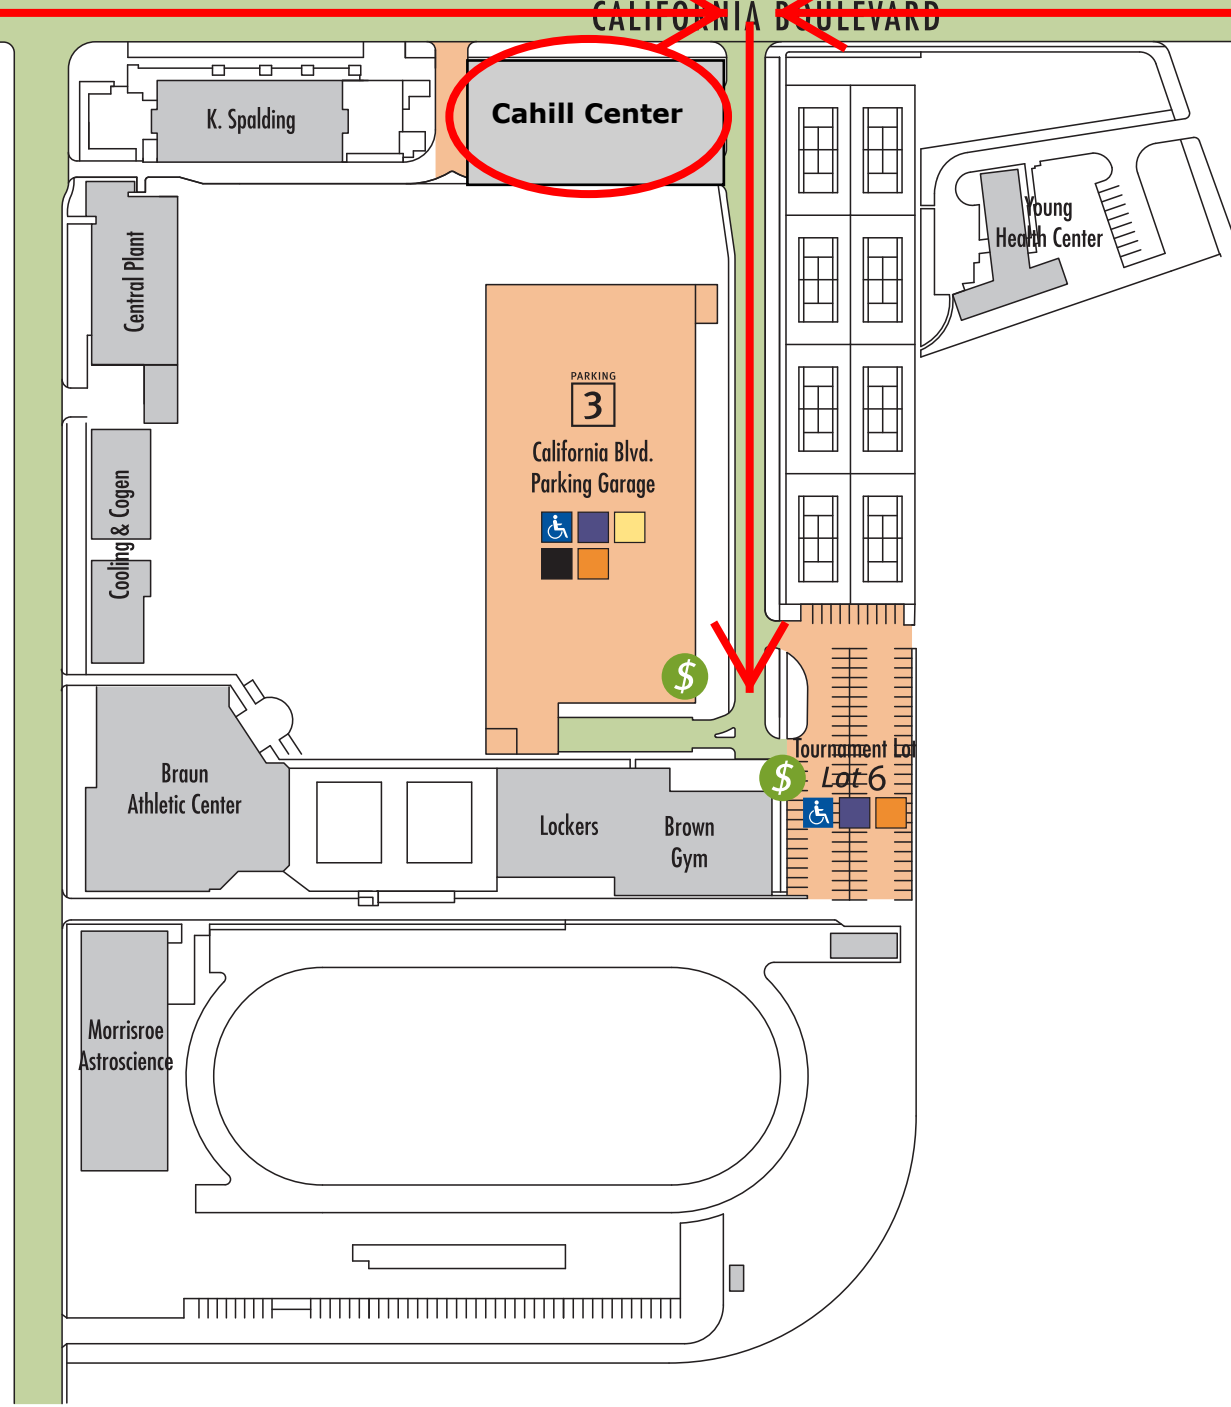 CALIFORNIA BOULEVARD
K. Spalding
Cahill Center
Young
Health Center
Central Plant
PARKING
3
California Blvd.
Parking Garage
Cooling & Cogen
$
Tournament Lot
$
Lot 6
Braun
Athletic Center
Lockers
Brown
Gym
Morrisroe
Astroscience